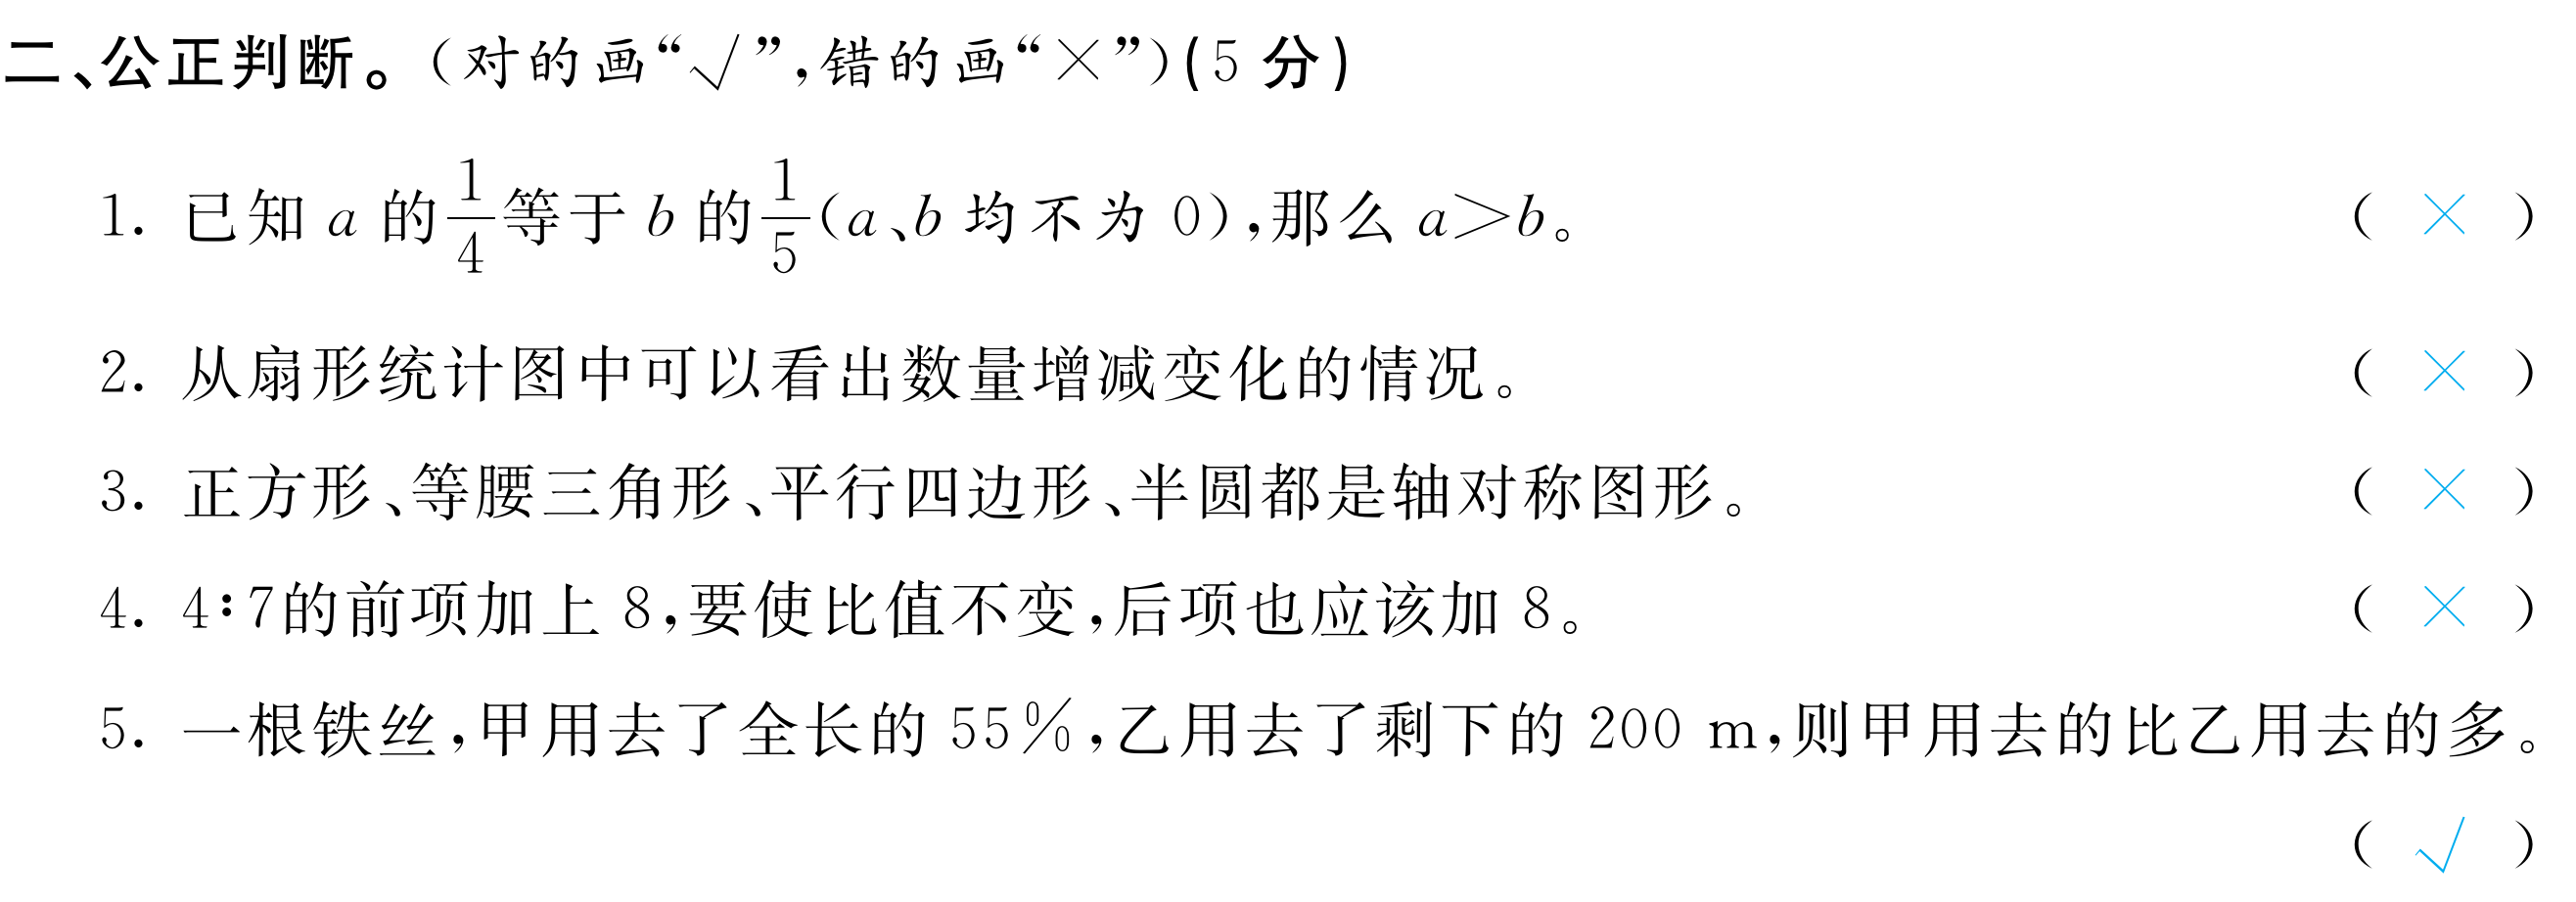 二、公正判断。(对的画“√”,错的画“×”)(5 分)
1. 已知 a 的1/4等于 b 的1/5(a、b 均不为 0),那么 a>b。 ( × )
2. 从扇形统计图中可以看出数量增减变化的情况。 ( × )
3. 正方形、等腰三角形、平行四边形、半圆都是轴对称图形。 ( × )
4. 4∶7的前项加上 8,要使比值不变,后项也应该加 8。 ( × )
5. 一根铁丝,甲用去了全长的 55%,乙用去了剩下的 200 m,则甲用去的比乙用去的多。
( √ )